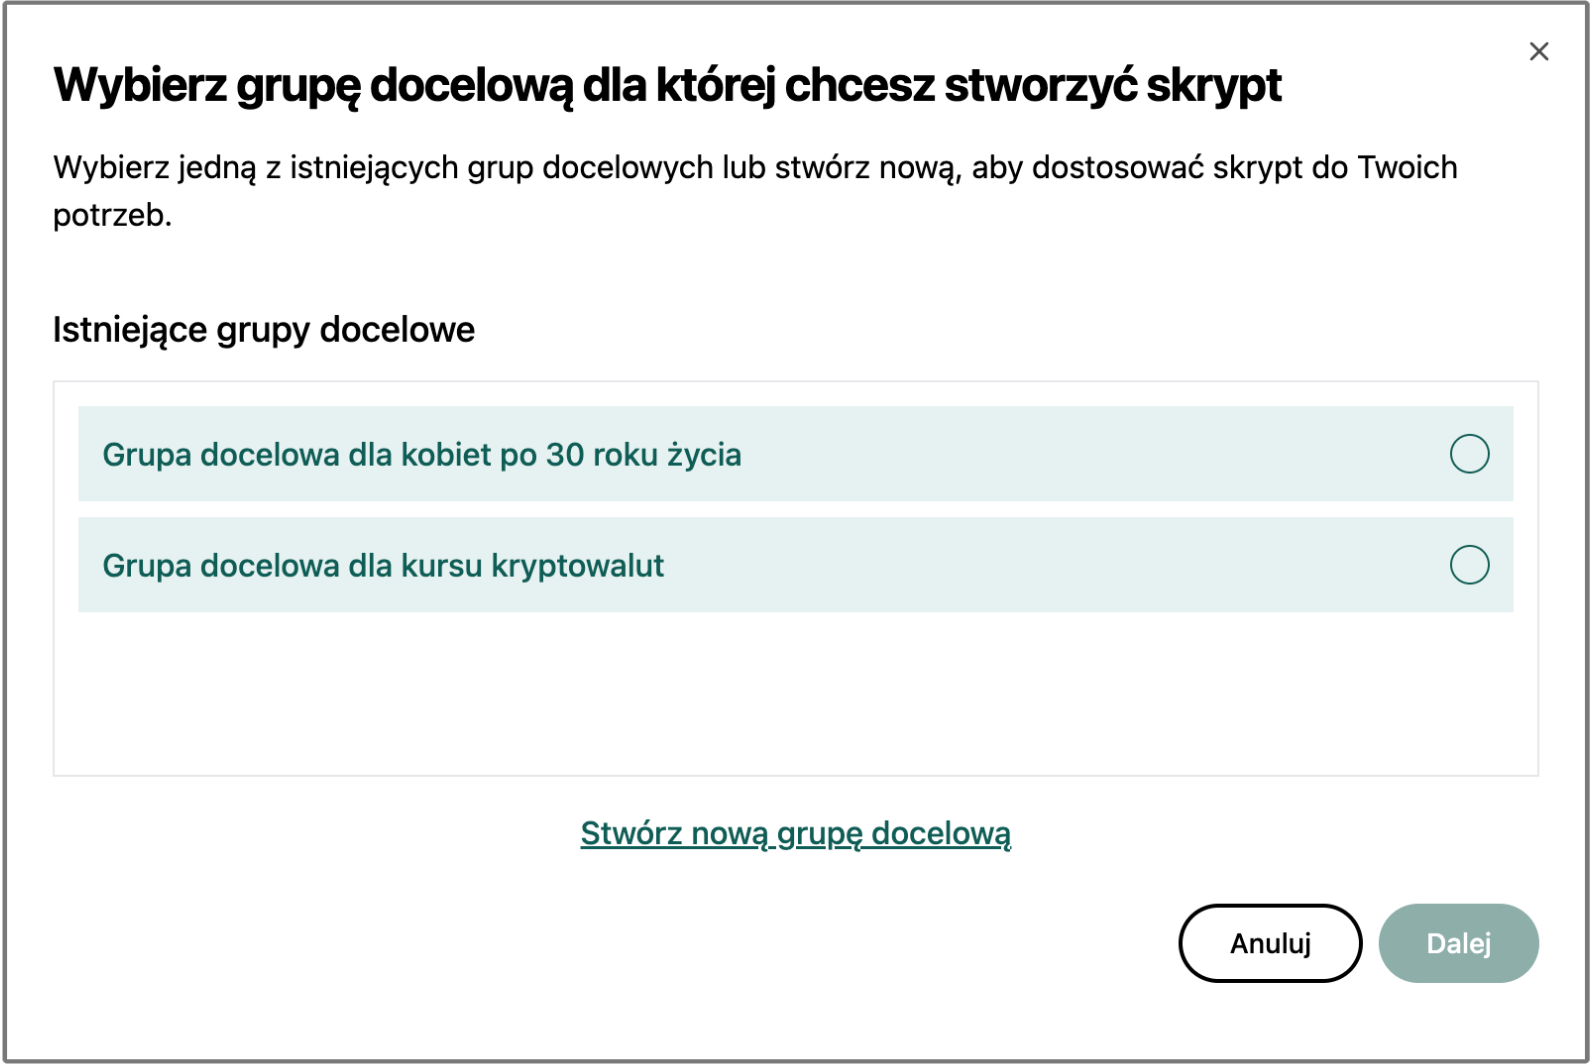 Wybierz grupę docelową dla której chcesz stworzyć skrypt
Wybierz jedną z istniejących grup docelowych lub stwórz nową, aby dostosować skrypt do Twoich
potrzeb.
Istniejące grupy docelowe
Grupa docelowa dla kobiet po 30 roku życia
Grupa docelowa dla kursu kryptowalut
Stwórz nową grupę docelową
Anuluj
Dalej